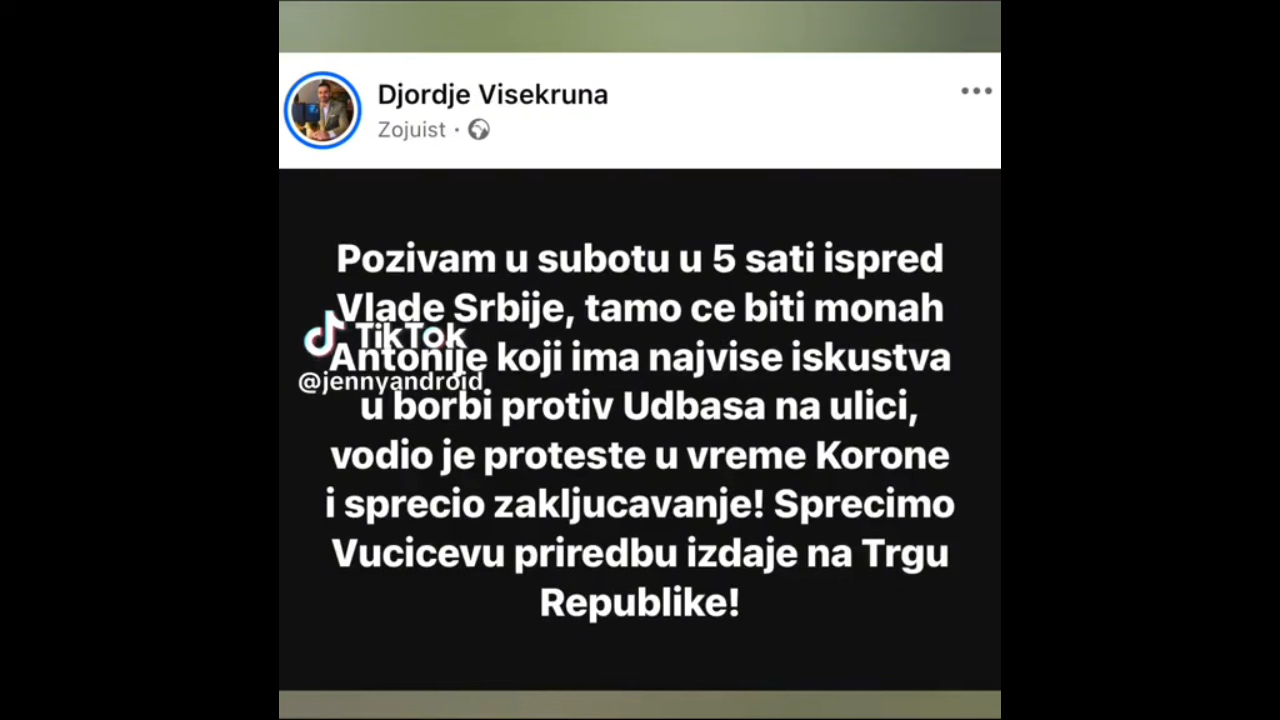 Djordje Visekruna
Zojuist ·
Pozivam u subotu u 5 sati ispred
Vlade Srbije, tamo ce biti monah
TikTok
Antonije koji ima najvise iskustva
@jennyandroid
u borbi protiv Udbasa na ulici,
vodio je proteste u vreme Korone
i sprecio zakljucavanje! Sprecimo
Vucicevu priredbu izdaje na Trgu
Republike!